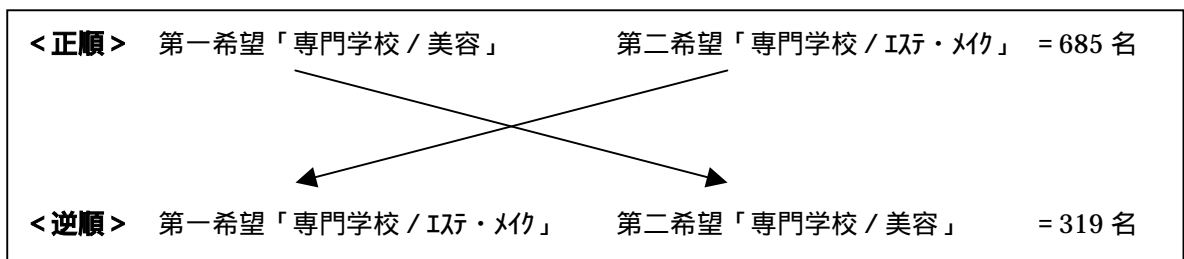 <正順> 第一希望「専門学校/美容」 第二希望「専門学校/エステ・メイク」 =685 名
<逆順> 第一希望「専門学校/エステ・メイク」 第二希望「専門学校/美容」 =319 名